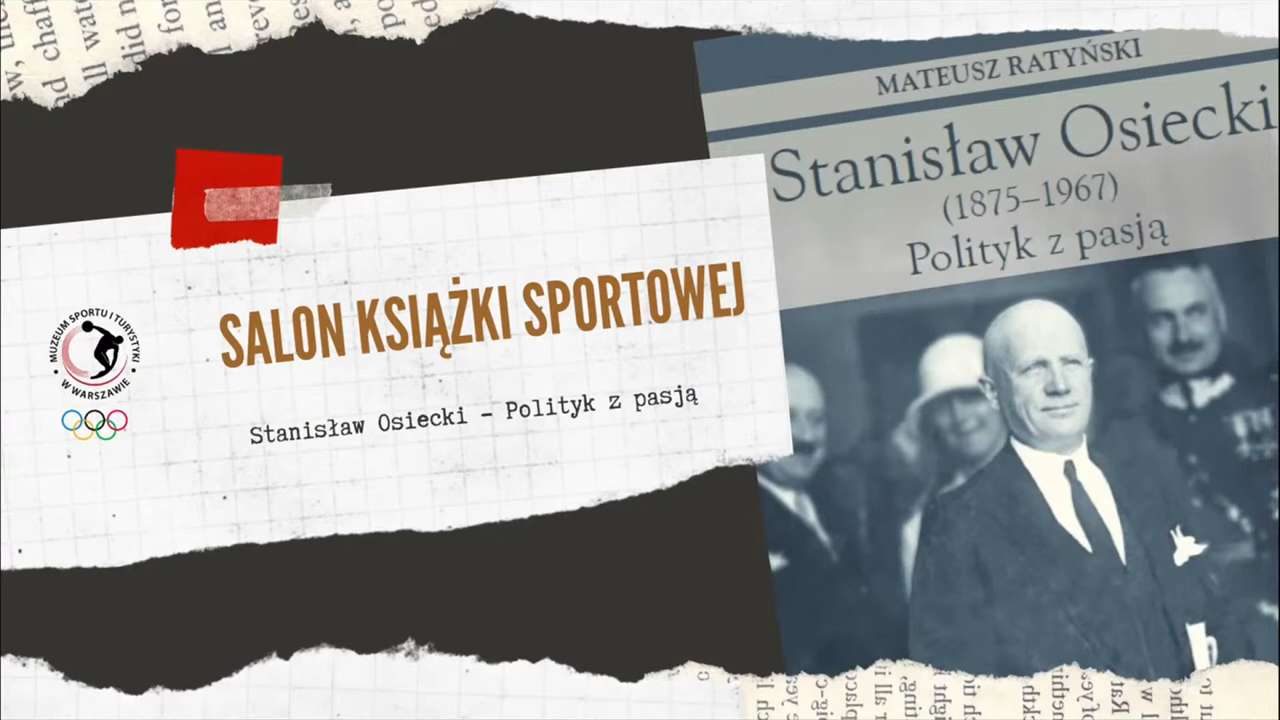 MATEUSZ RATYŃSKI
Stanisław Osiecki
(1875–1967)
Polityk z pasją
SALON KSIĄŻKI SPORTOWEJ
Stanisław Osiecki – Polityk z pasją
MUZEUM SPORTU I TURYSTYKI
W WARSZAWIE